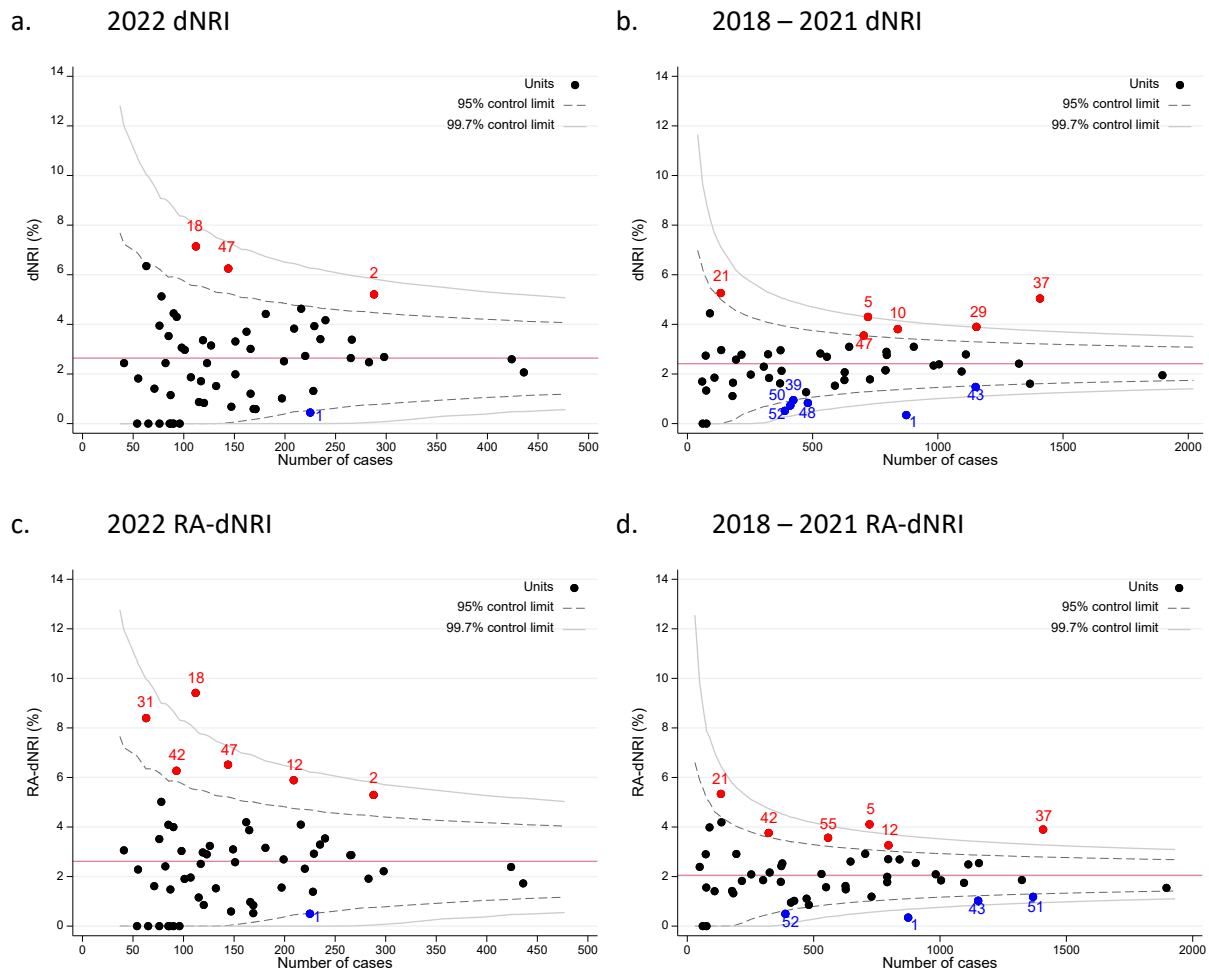 a. 2022 dNRI
14
12
10
8
6
4
2
0
dNRI (%)
Units
95% control limit
99.7% control limit
18
47
2
1
0 50 100 150 200 250 300 350 400 450 500
Number of cases
b. 2018 – 2021 dNRI
14
12
10
8
6
4
2
0
dNRI (%)
Units
95% control limit
99.7% control limit
21
5
47
10
29
37
39
50
52
48
1
43
0 500 1000 1500 2000
Number of cases
c. 2022 RA-dNRI
14
12
10
8
6
4
2
0
RA-dNRI (%)
Units
95% control limit
99.7% control limit
31
18
42
47
12
2
1
0 50 100 150 200 250 300 350 400 450 500
Number of cases
d. 2018 – 2021 RA-dNRI
14
12
10
8
6
4
2
0
RA-dNRI (%)
Units
95% control limit
99.7% control limit
21
42
55
5
12
37
52
1
43
51
0 500 1000 1500 2000
Number of cases